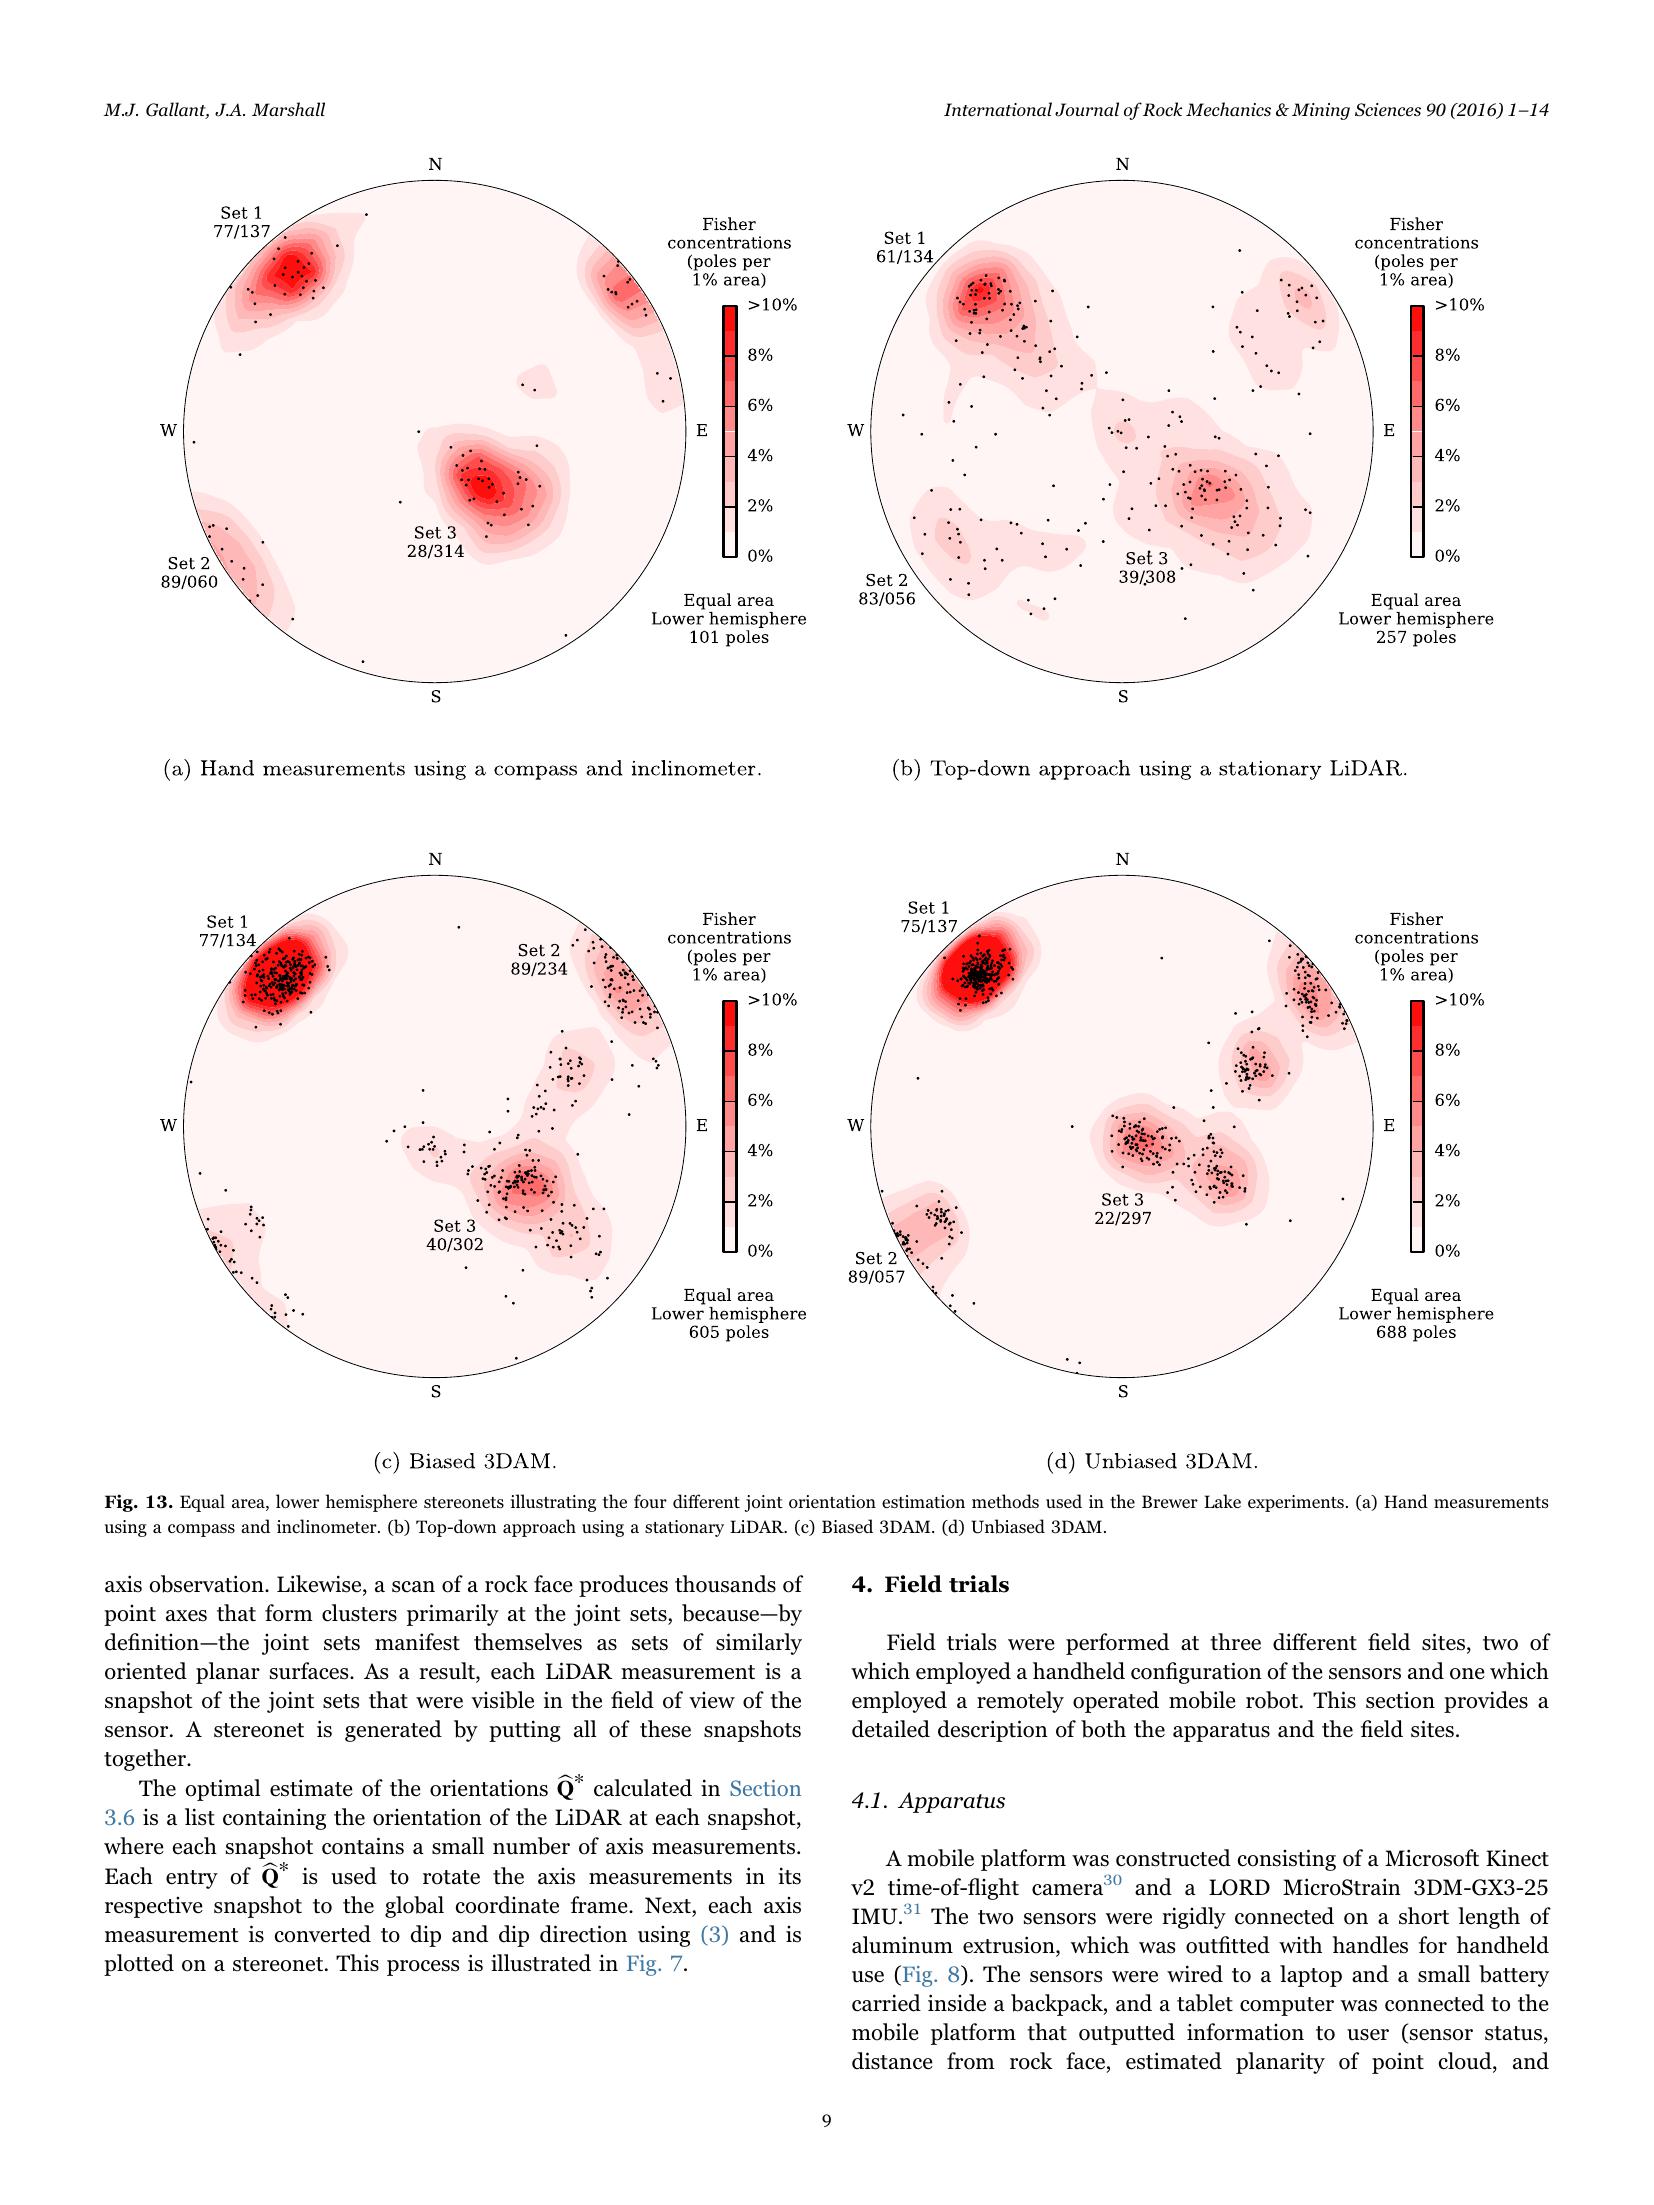 M.J. Gallant, J.A. Marshall
International Journal of Rock Mechanics & Mining Sciences 90 (2016) 1–14
N
Set 1
77/137
Fisher
concentrations
(poles per
1% area)
>10%
8%
6%
4%
2%
0%
W
E
Set 3
28/314
Set 2
89/060
Equal area
Lower hemisphere
101 poles
S
(a) Hand measurements using a compass and inclinometer.
N
Set 1
61/134
Fisher
concentrations
(poles per
1% area)
>10%
8%
6%
4%
2%
0%
W
E
Set 3
39/308
Set 2
83/056
Equal area
Lower hemisphere
257 poles
S
(b) Top-down approach using a stationary LiDAR.
N
Set 1
77/134
Set 2
89/234
Fisher
concentrations
(poles per
1% area)
>10%
8%
6%
4%
2%
0%
W
E
Set 3
40/302
Equal area
Lower hemisphere
605 poles
S
(c) Biased 3DAM.
N
Set 1
75/137
Fisher
concentrations
(poles per
1% area)
>10%
8%
6%
4%
2%
0%
W
E
Set 3
22/297
Set 2
89/057
Equal area
Lower hemisphere
688 poles
S
(d) Unbiased 3DAM.
Fig. 13. Equal area, lower hemisphere stereonets illustrating the four different joint orientation estimation methods used in the Brewer Lake experiments. (a) Hand measurements
using a compass and inclinometer. (b) Top-down approach using a stationary LiDAR. (c) Biased 3DAM. (d) Unbiased 3DAM.
axis observation. Likewise, a scan of a rock face produces thousands of
point axes that form clusters primarily at the joint sets, because—by
definition—the joint sets manifest themselves as sets of similarly
oriented planar surfaces. As a result, each LiDAR measurement is a
snapshot of the joint sets that were visible in the field of view of the
sensor. A stereonet is generated by putting all of these snapshots
together.
The optimal estimate of the orientations Q̂* calculated in Section
3.6 is a list containing the orientation of the LiDAR at each snapshot,
where each snapshot contains a small number of axis measurements.
Each entry of Q̂* is used to rotate the axis measurements in its
respective snapshot to the global coordinate frame. Next, each axis
measurement is converted to dip and dip direction using (3) and is
plotted on a stereonet. This process is illustrated in Fig. 7.
4. Field trials
Field trials were performed at three different field sites, two of
which employed a handheld configuration of the sensors and one which
employed a remotely operated mobile robot. This section provides a
detailed description of both the apparatus and the field sites.
4.1. Apparatus
A mobile platform was constructed consisting of a Microsoft Kinect
v2 time-of-flight camera30 and a LORD MicroStrain 3DM-GX3-25
IMU.31 The two sensors were rigidly connected on a short length of
aluminum extrusion, which was outfitted with handles for handheld
use (Fig. 8). The sensors were wired to a laptop and a small battery
carried inside a backpack, and a tablet computer was connected to the
mobile platform that outputted information to user (sensor status,
distance from rock face, estimated planarity of point cloud, and
9